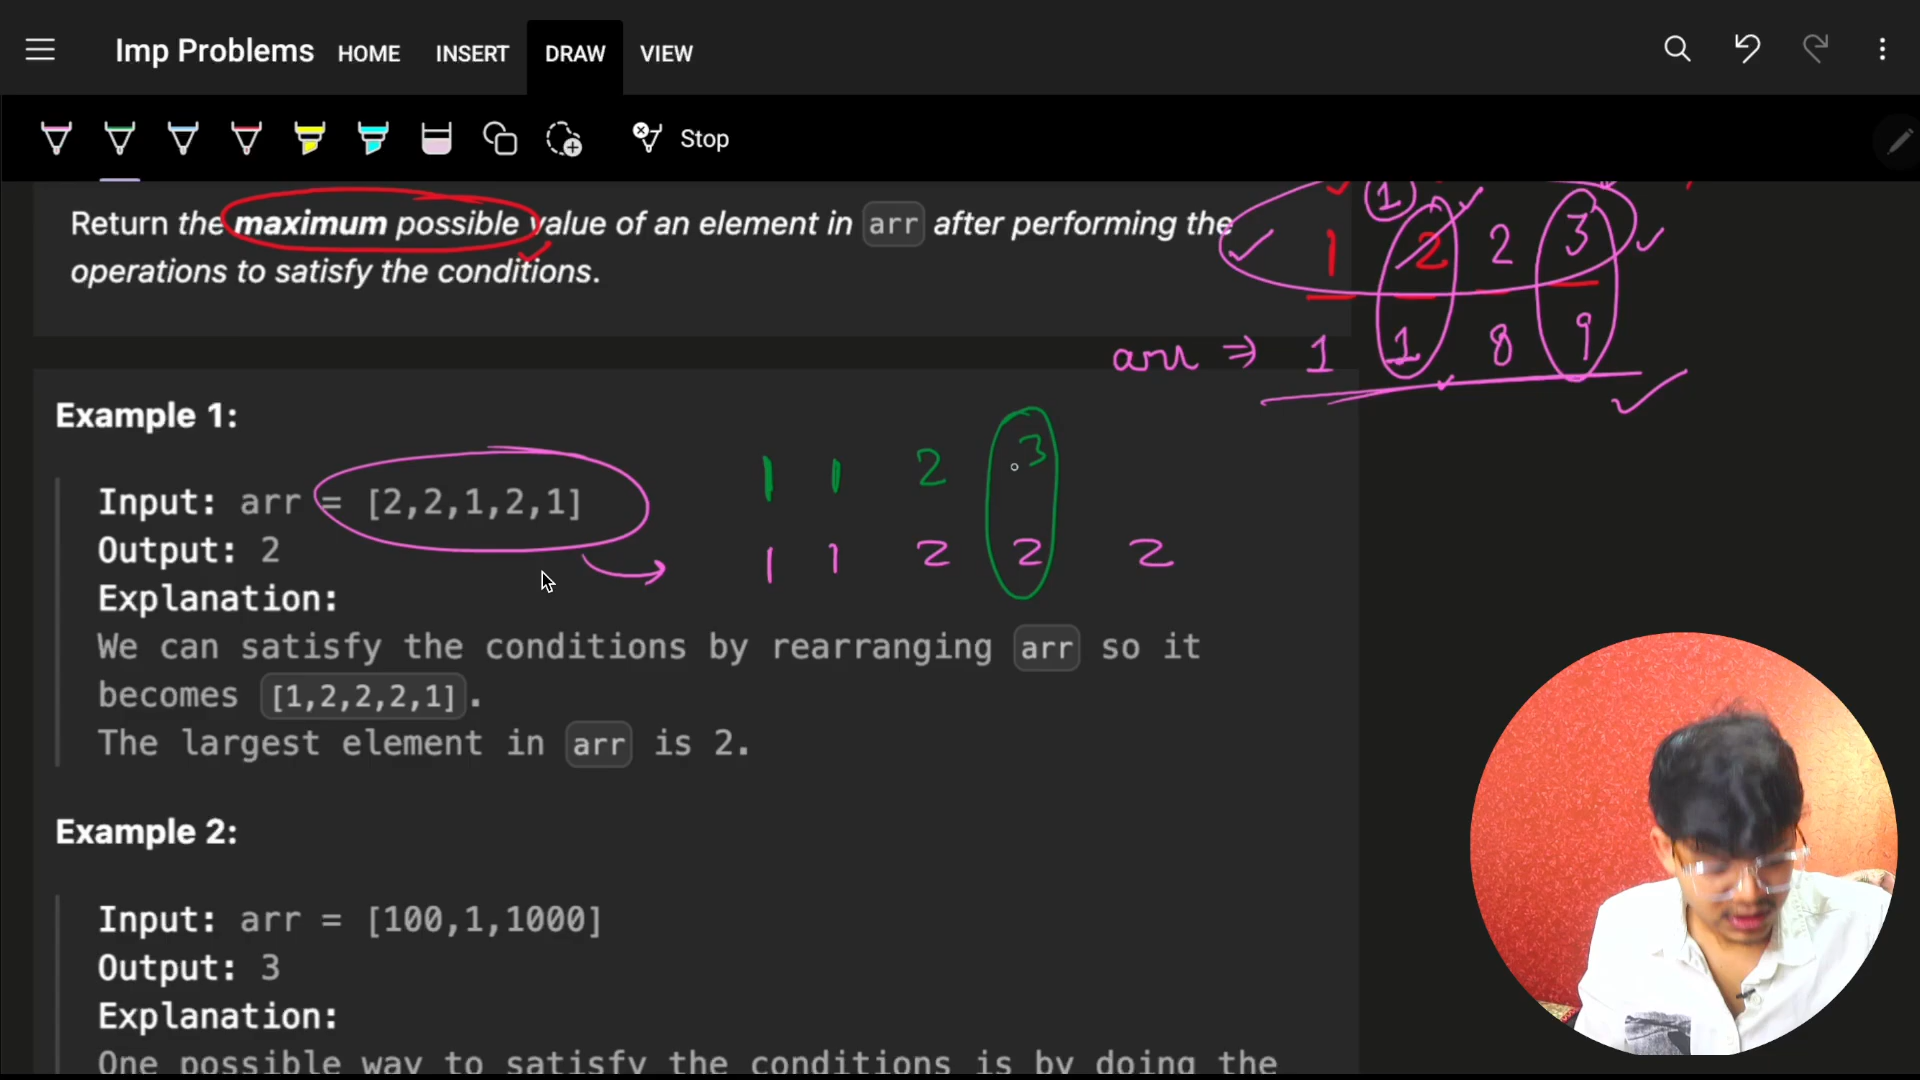 Imp Problems HOME INSERT DRAW VIEW
Stop
Return the maximum possible value of an element in arr after performing the
operations to satisfy the conditions.
1
1 2 2 3
arr ⇒ 1 1 8 9
Example 1:
1 1 2 3
Input: arr = [2,2,1,2,1]
Output: 2
1 1 2 2 2
Explanation:
We can satisfy the conditions by rearranging arr so it
becomes [1,2,2,2,1].
The largest element in arr is 2.
Example 2:
Input: arr = [100,1,1000]
Output: 3
Explanation:
One possible way to satisfy the conditions is by doing the